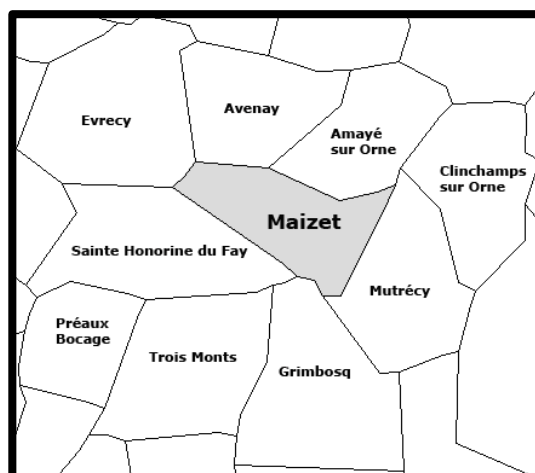 Evrecy
Avenay
Amayé
sur Orne
Clinchamps
sur Orne
Maizet
Sainte Honorine du Fay
Mutrécy
Préaux
Bocage
Trois Monts
Grimbosq